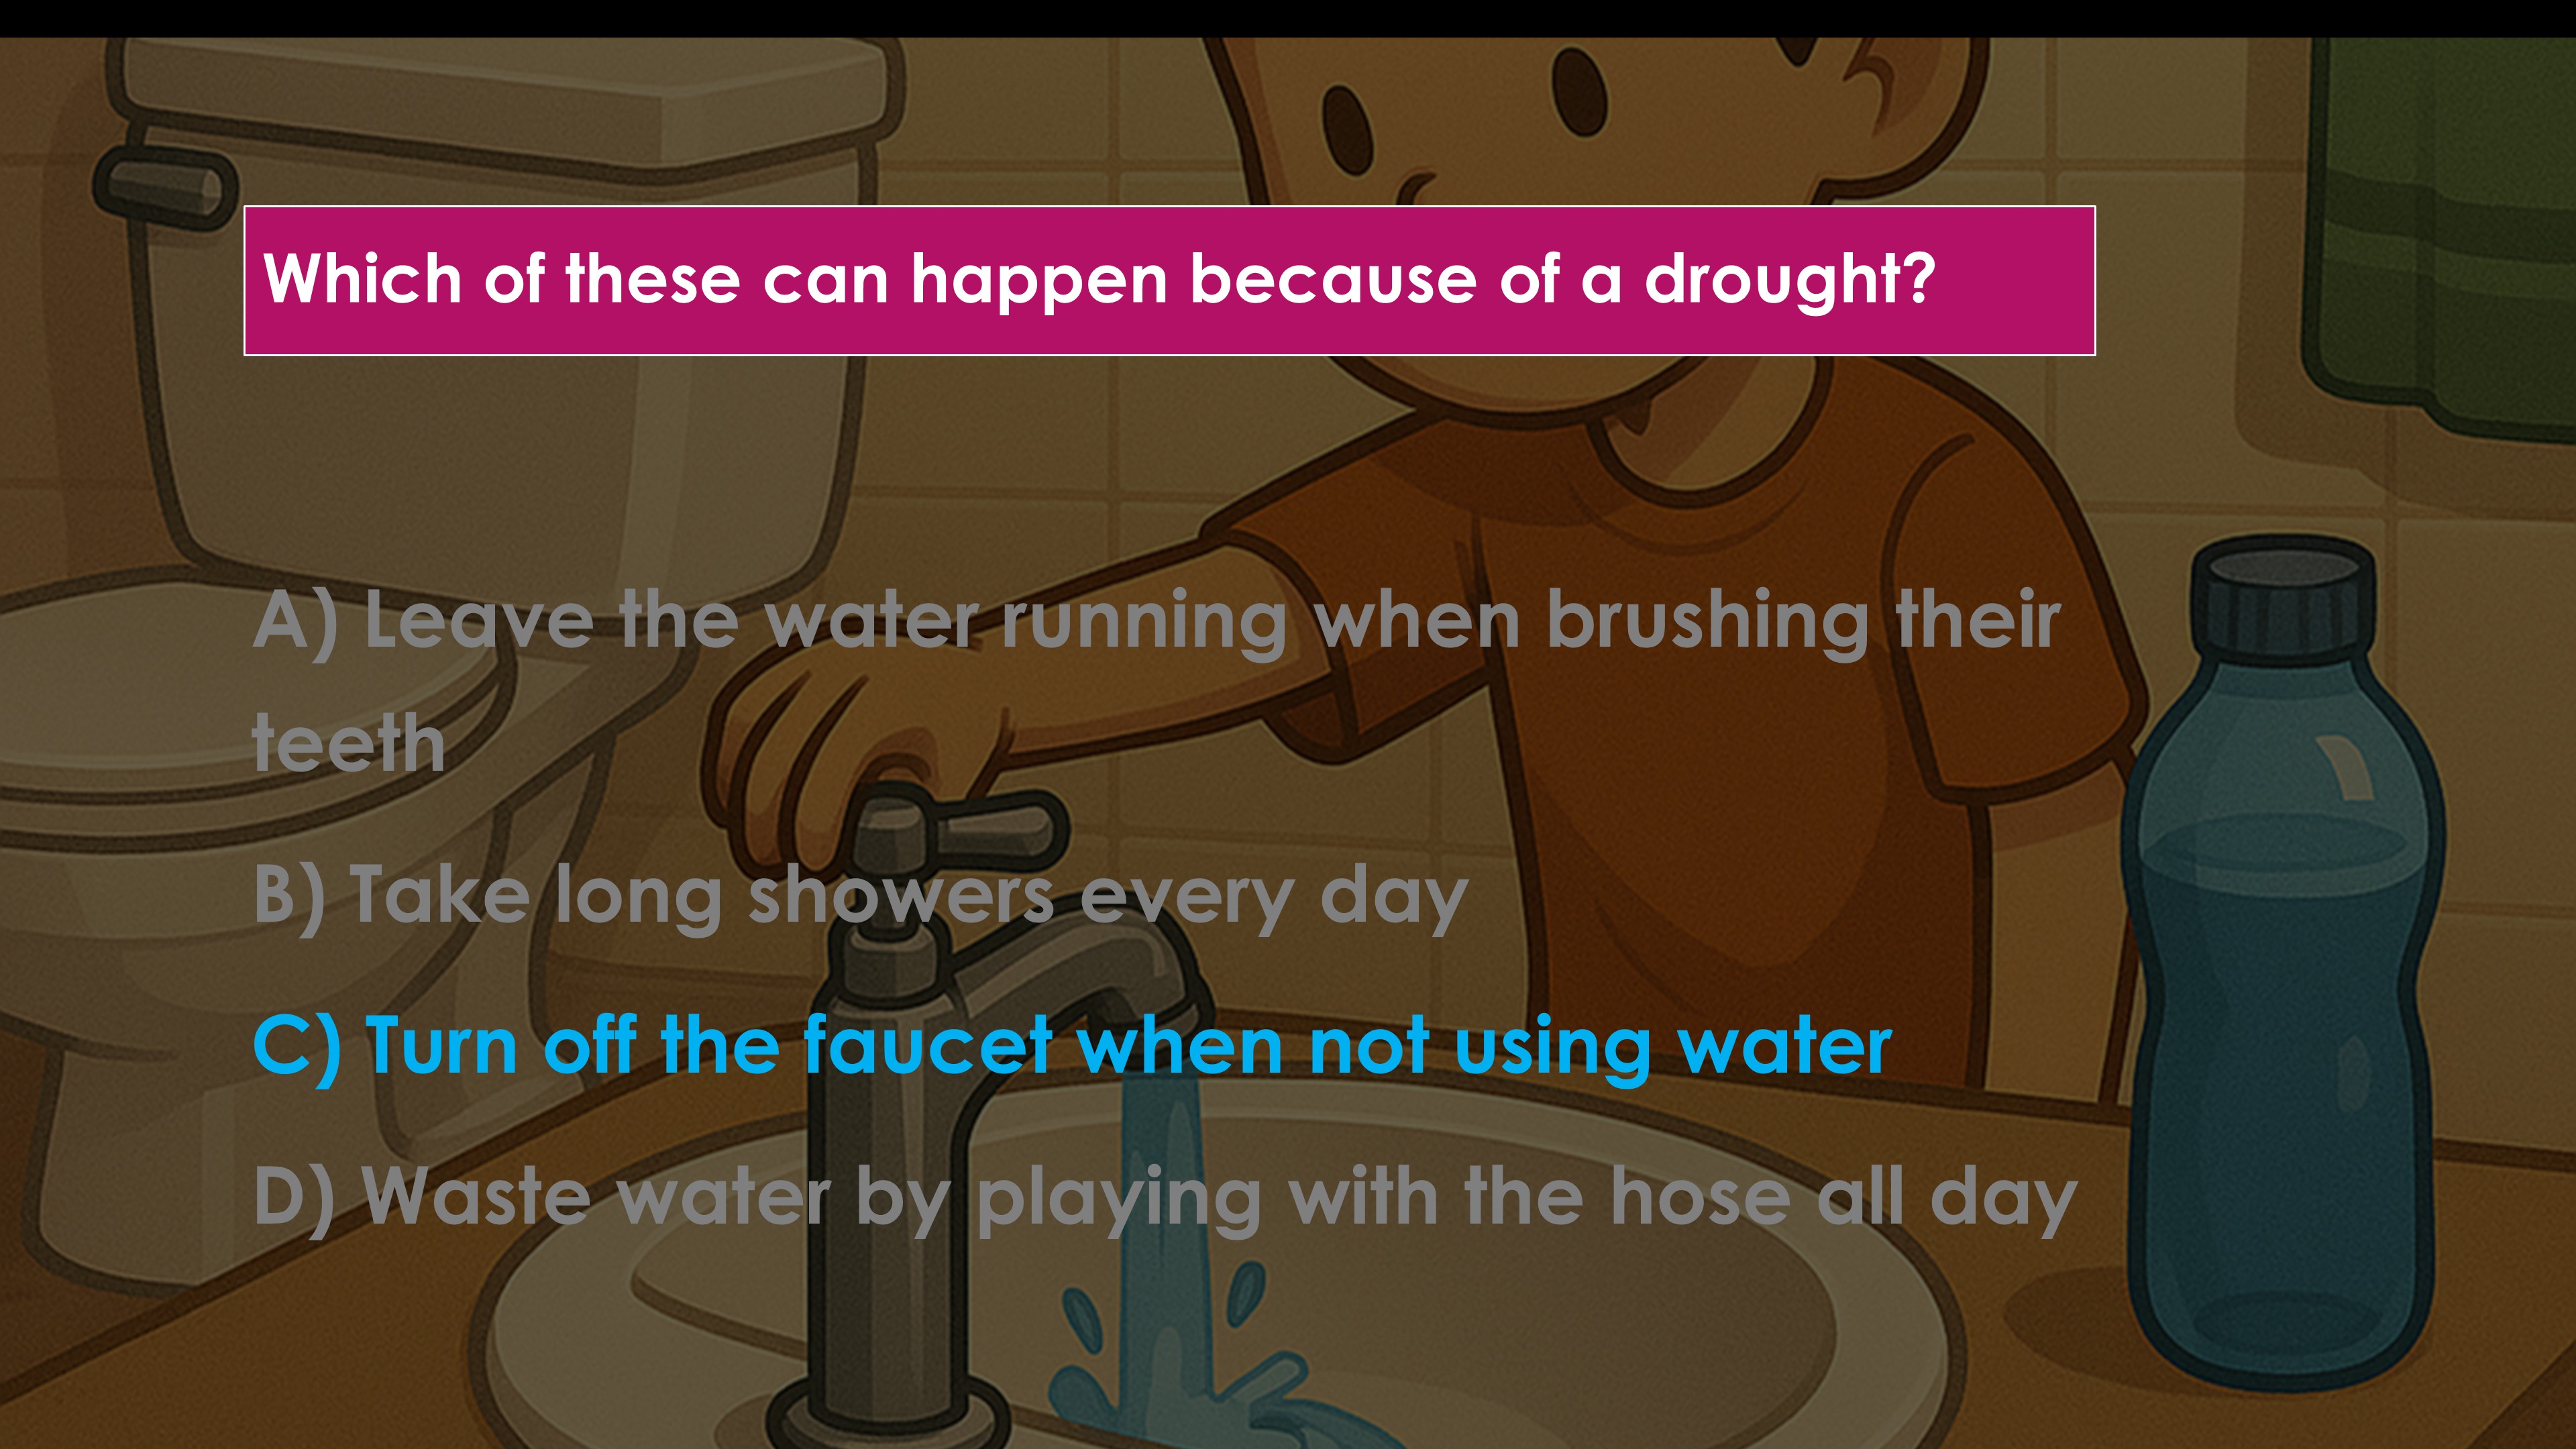 Which of these can happen because of a drought?
A) Leave the water running when brushing their
teeth
B) Take long showers every day
C) Turn off the faucet when not using water
D) Waste water by playing with the hose all day